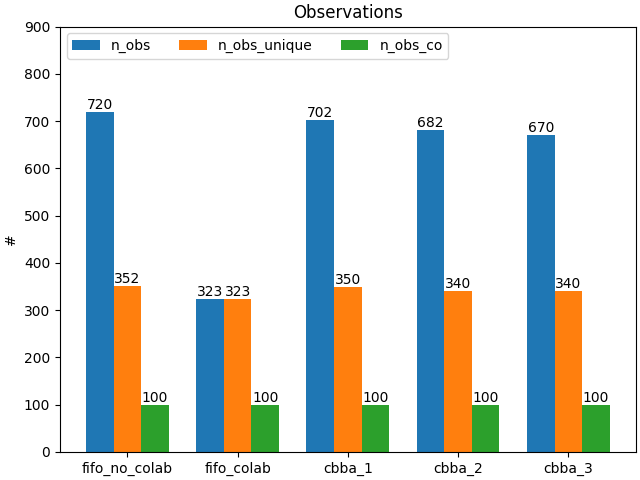 Observations
n_obs n_obs_unique n_obs_co
900
800
700
600
500
400
300
200
100
0
#
720 352 100
323 323 100
702 350 100
682 340 100
670 340 100
fifo_no_colab fifo_colab cbba_1 cbba_2 cbba_3